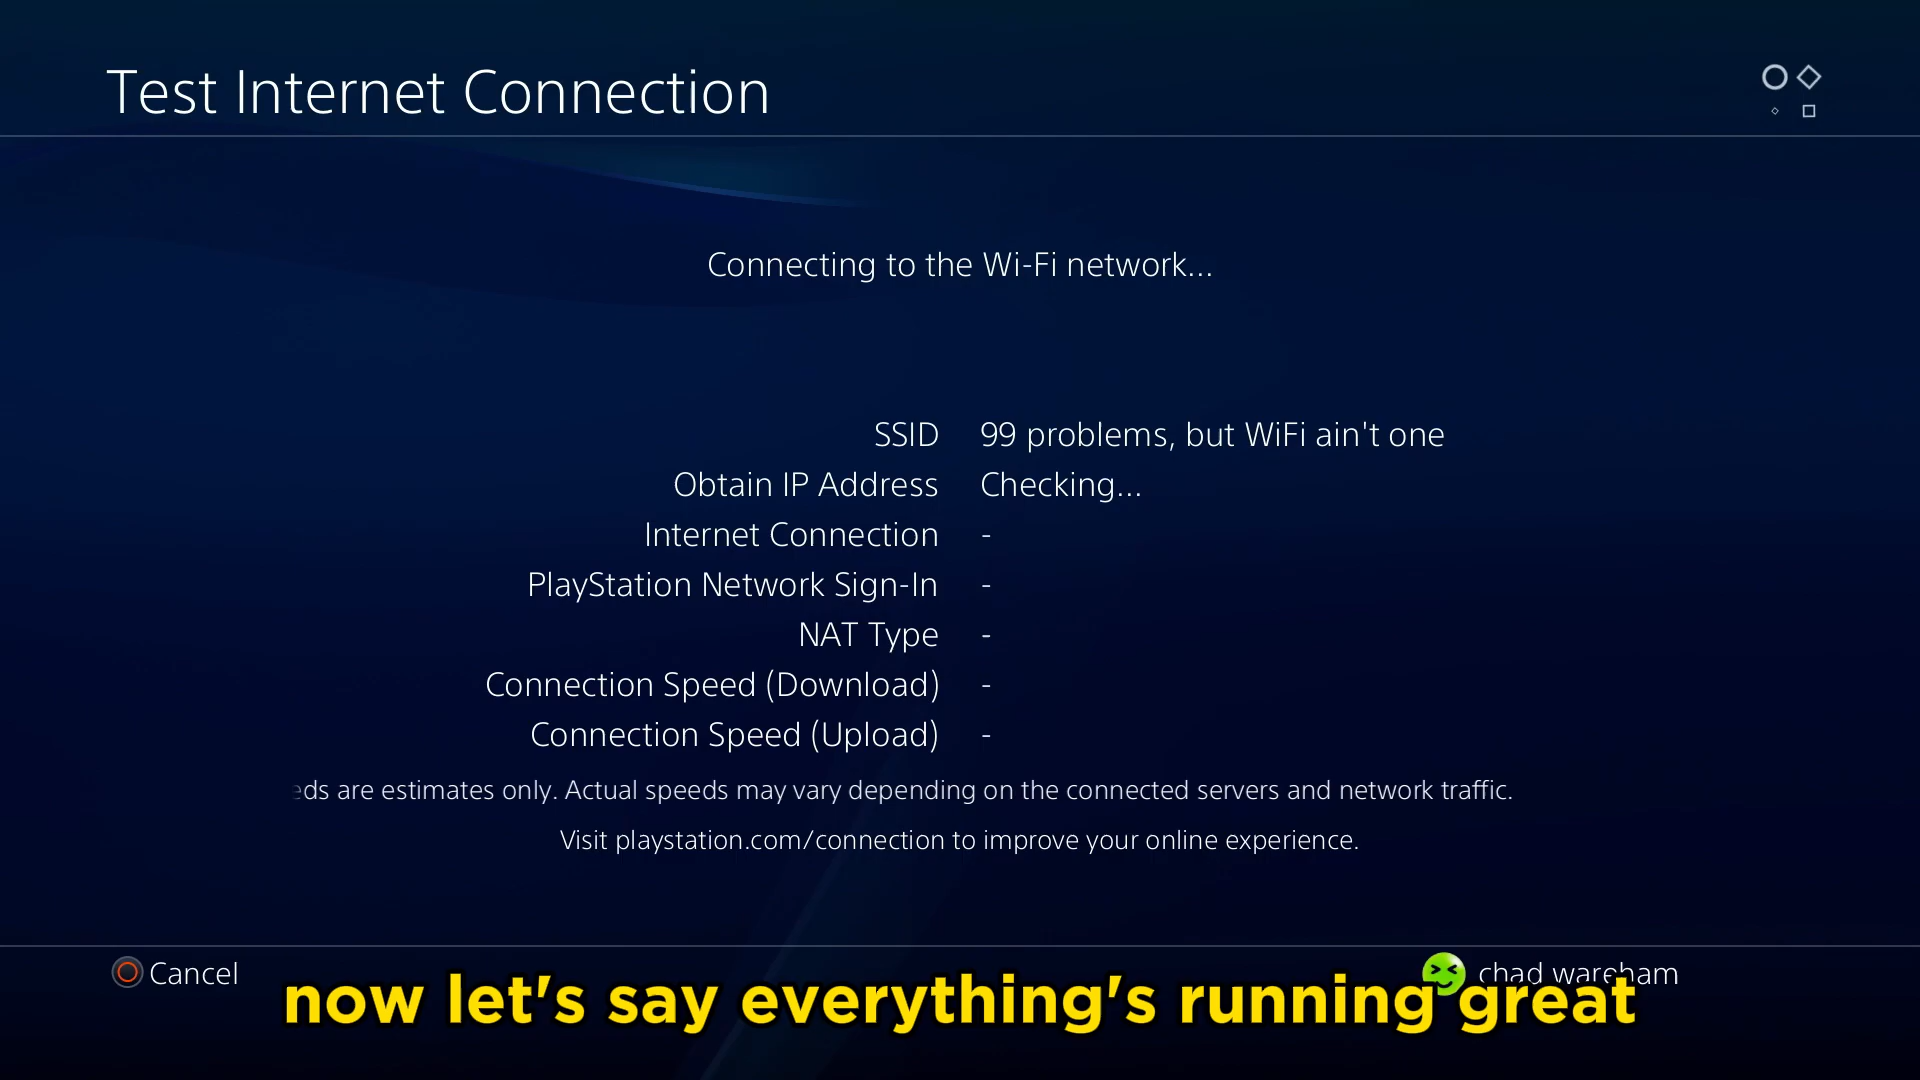 Test Internet Connection
Connecting to the Wi-Fi network...
SSID 99 problems, but WiFi ain't one
Obtain IP Address Checking...
Internet Connection -
PlayStation Network Sign-In -
NAT Type -
Connection Speed (Download) -
Connection Speed (Upload) -
eds are estimates only. Actual speeds may vary depending on the connected servers and network traffic.
Visit playstation.com/connection to improve your online experience.
Cancel
chad wareham
now let's say everything's running great